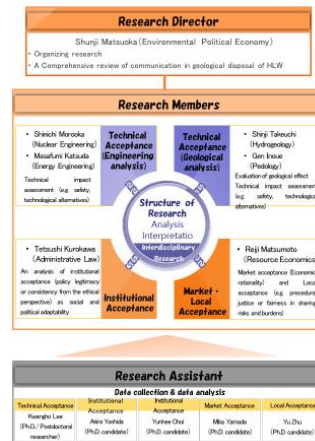 Research Director
Shunji Matsuoka (Environmental Political Economy)
・Organizing research
・A Comprehensive review of communication in geological disposal of HLW
Research Members
• Shinichi Morooka
(Nuclear Engineering)
• Masafumi Katsuda
(Energy Engineering)
Technical impact
assessment (e.g. safety,
technological alternatives)
Technical
Acceptance
(Engineering
analysis)
Technical
Acceptance
(Geological
analysis)
• Shinji Takeuchi
(Hydrogeology)
• Gen Inoue
(Pedology)
Evaluation of geological effect
Technical impact assessment
(e.g. safety, technological
alternatives)
Structure of
Research
Analysis
Interpretatio
Interdisciplinary
Research
• Tetsushi Kurokawa
(Administrative Law)
An analysis of institutional
acceptance (policy legitimacy
or consistency from the ethical
perspective) as social and
political adaptability
Institutional
Acceptance
Market・
Local
Acceptance
• Reiji Matsumoto
(Resource Economics)
Market acceptance (Economic
rationality) and Local
acceptance (e.g. procedural
justice or fairness in sharing
risks and burdens)
Research Assistant
Data collection & data analysis
Technical Acceptance
Kwangho Lee
(Ph.D./ Postdoctoral
researcher)
Institutional
Acceptance
Akira Yoshida
(Ph.D. candidate)
Institutional
Acceptance
Yunhee Choi
(Ph.D. candidate)
Market Acceptance
Mika Yamada
(Ph.D. candidate)
Local Acceptance
Yu Zhu
(Ph.D. candidate)